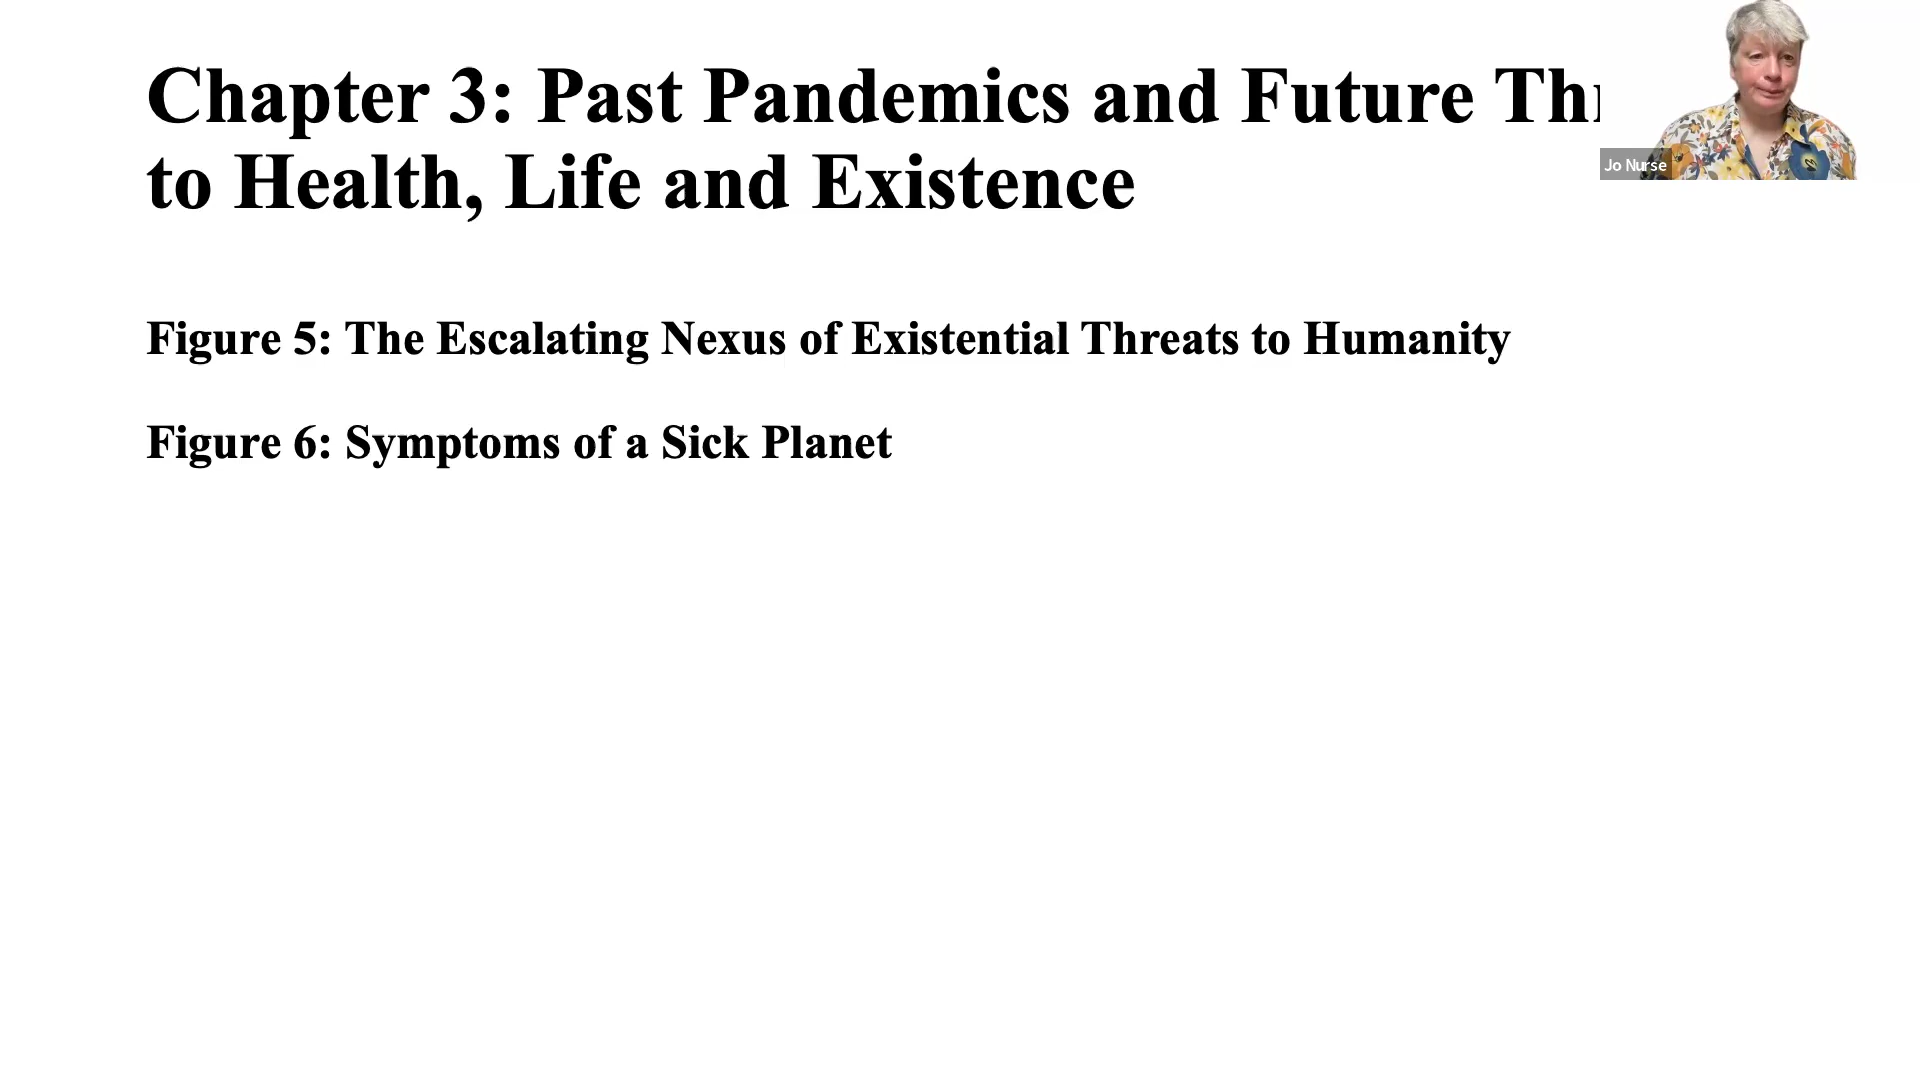 Chapter 3: Past Pandemics and Future
to Health, Life and Existence
Figure 5: The Escalating Nexus of Existential Threats to Humanity
Figure 6: Symptoms of a Sick Planet
Jo Nurse